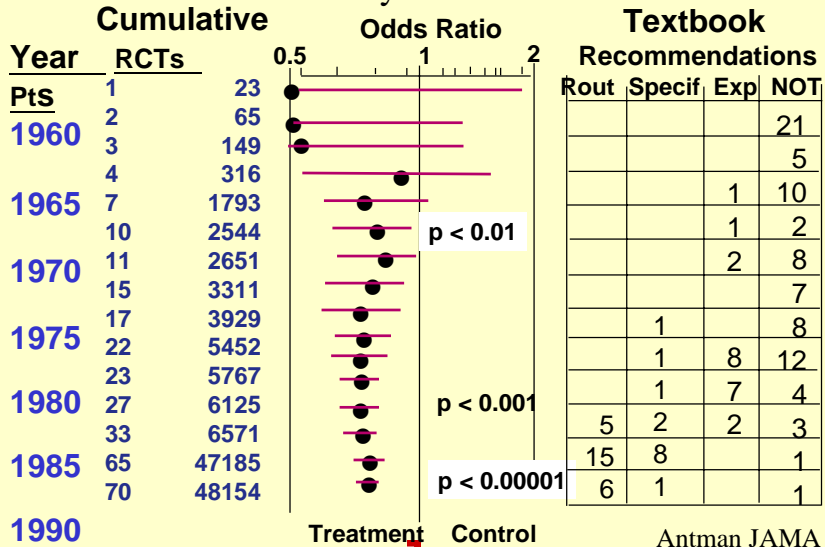 Cumulative
Year RCTs
Pts
1 23
2 65
1960
3 149
4 316
1965 7 1793
10 2544
1970 11 2651
15 3311
17 3929
1975 22 5452
23 5767
1980 27 6125
33 6571
1985 65 47185
70 48154
1990
Odds Ratio
0.5 1 2
p < 0.01
p < 0.001
p < 0.00001
Treatment Control
Textbook
Recommendations
Rout Specif Exp NOT
21
5
1 10
1 2
2 8
7
1 8
1 8 12
1 7 4
5 2 2 3
15 8 1
6 1 1
Antman JAMA